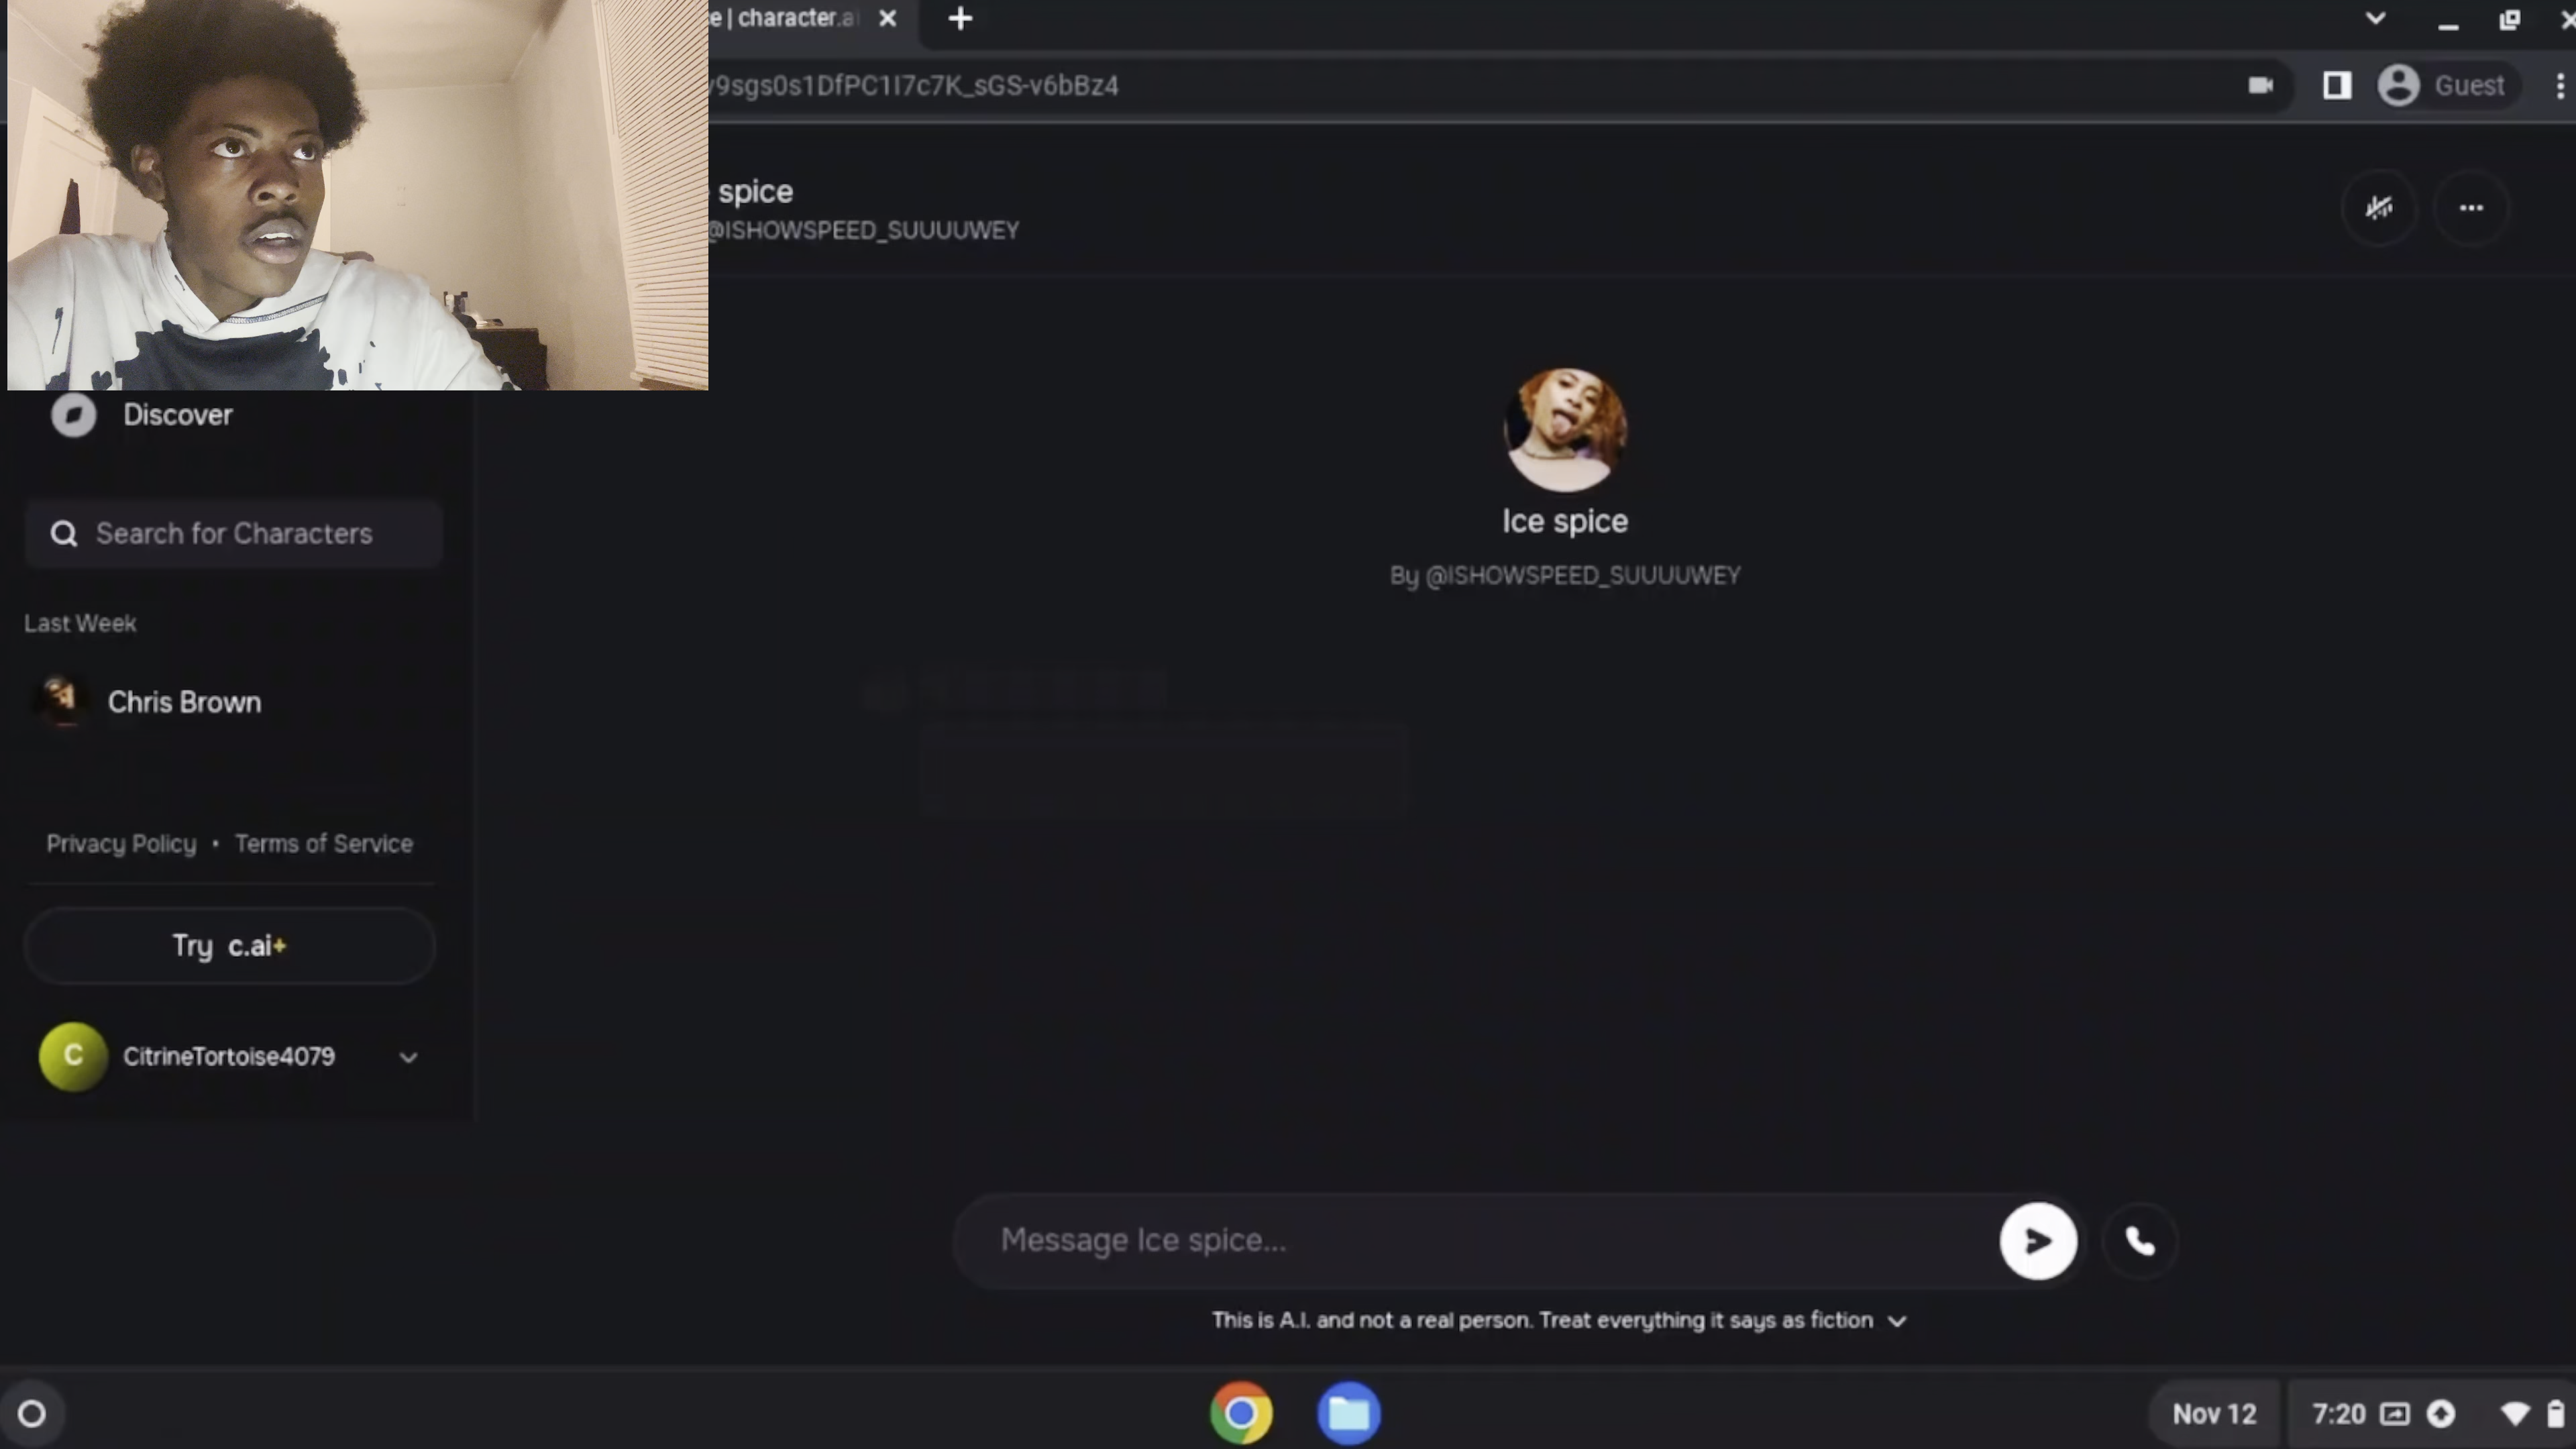 e | character.ai
v9sgs0s1DfPC1I7c7K_sGS-v6bBz4
Guest
spice
@ISHOWSPEED_SUUUUWEY
Discover
Search for Characters
Last Week
Chris Brown
Privacy Policy • Terms of Service
Try c.ai+
C
CitrineTortoise4079
Ice spice
By @ISHOWSPEED_SUUUUWEY
Message Ice spice...
This is A.I. and not a real person. Treat everything it says as fiction
Nov 12
7:20